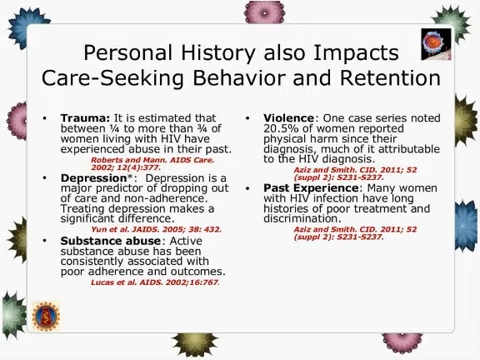 Personal History also Impacts
Care-Seeking Behavior and Retention
• Trauma: It is estimated that
between ¼ to more than ¾ of
women living with HIV have
experienced abuse in their past.
Roberts and Mann. AIDS Care.
2002; 12(4):377.
• Depression*: Depression is a
major predictor of dropping out
of care and non-adherence.
Treating depression makes a
significant difference.
Yun et al. JAIDS. 2005; 38: 432.
• Substance abuse: Active
substance abuse has been
consistently associated with
poor adherence and outcomes.
Lucas et al. AIDS. 2002;16:767.
• Violence: One case series noted
20.5% of women reported
physical harm since their
diagnosis, much of it attributable
to the HIV diagnosis.
Aziz and Smith. CID. 2011; 52
(suppl 2): S231-S237.
• Past Experience: Many women
with HIV infection have long
histories of poor treatment and
discrimination.
Aziz and Smith. CID. 2011; 52
(suppl 2): S231-S237.